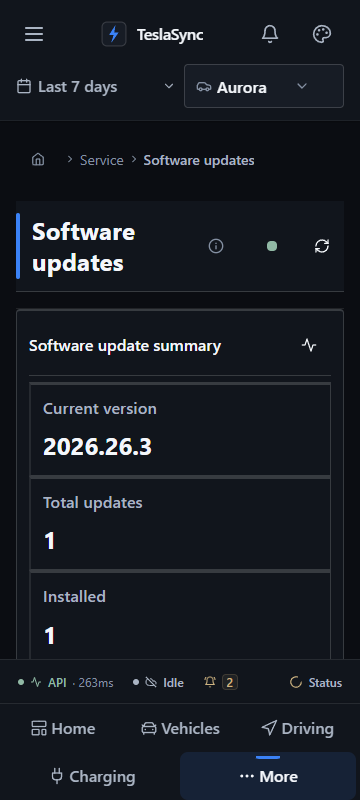 TeslaSync
Last 7 days
Aurora
Service
Software updates
Software
updates
Software update summary
Current version
2026.26.3
Total updates
1
Installed
1
API · 263ms
Idle
2
Status
Home
Vehicles
Driving
Charging
More